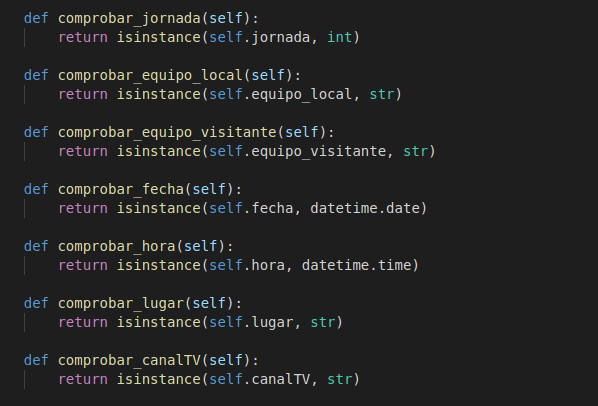 def comprobar_jornada(self):
    return isinstance(self.jornada, int)
def comprobar_equipo_local(self):
    return isinstance(self.equipo_local, str)
def comprobar_equipo_visitante(self):
    return isinstance(self.equipo_visitante, str)
def comprobar_fecha(self):
    return isinstance(self.fecha, datetime.date)
def comprobar_hora(self):
    return isinstance(self.hora, datetime.time)
def comprobar_lugar(self):
    return isinstance(self.lugar, str)
def comprobar_canalTV(self):
    return isinstance(self.canalTV, str)